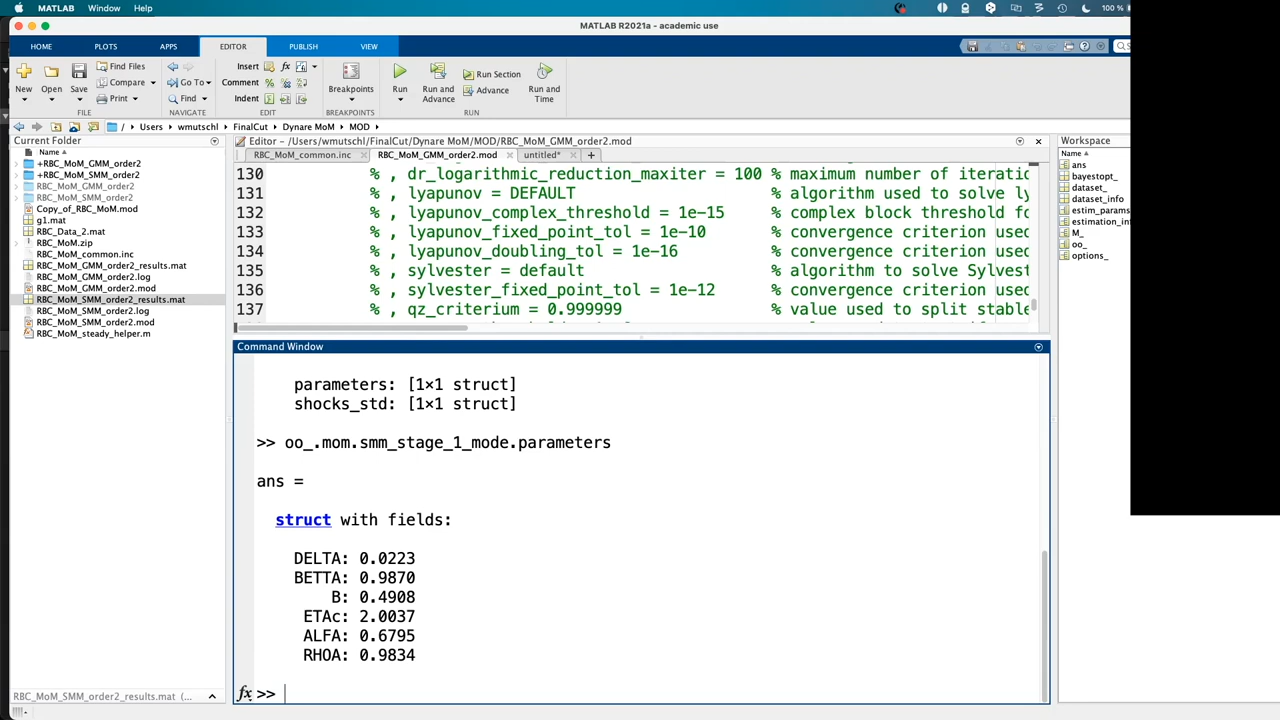 MATLAB Window Help
100 %
MATLAB R2021a - academic use
HOME PLOTS APPS EDITOR PUBLISH VIEW
New Open Save
Find Files
Compare
Print
Go To
Find
Insert
Comment
Indent
Breakpoints
Run
Run and Advance
Run Section
Advance
Run and Time
FILE NAVIGATE EDIT BREAKPOINTS RUN
/ Users wmutschl FinalCut Dynare MoM MOD
Current Folder
Name
+RBC_MoM_GMM_order2
+RBC_MoM_SMM_order2
RBC_MoM_GMM_order2
RBC_MoM_SMM_order2
Copy_of_RBC_MoM.mod
g1.mat
RBC_Data_2.mat
RBC_MoM.zip
RBC_MoM_common.inc
RBC_MoM_GMM_order2_results.mat
RBC_MoM_GMM_order2.log
RBC_MoM_GMM_order2.mod
RBC_MoM_SMM_order2_results.mat
RBC_MoM_SMM_order2.log
RBC_MoM_SMM_order2.mod
RBC_MoM_steady_helper.m
RBC_MoM_SMM_order2_results.mat (...
Editor - /Users/wmutschl/FinalCut/Dynare MoM/MOD/RBC_MoM_GMM_order2.mod
RBC_MoM_common.inc RBC_MoM_GMM_order2.mod untitled*
130 % , dr_logarithmic_reduction_maxiter = 100 % maximum number of iteratio
131 % , lyapunov = DEFAULT % algorithm used to solve ly
132 % , lyapunov_complex_threshold = 1e-15 % complex block threshold fo
133 % , lyapunov_fixed_point_tol = 1e-10 % convergence criterion used
134 % , lyapunov_doubling_tol = 1e-16 % convergence criterion used
135 % , sylvester = default % algorithm to solve Sylvest
136 % , sylvester_fixed_point_tol = 1e-12 % convergence criterion used
137 % , qz_criterium = 0.999999 % value used to split stable
Command Window
parameters: [1×1 struct]
shocks_std: [1×1 struct]
>> oo_.mom.smm_stage_1_mode.parameters
ans =
struct with fields:
DELTA: 0.0223
BETTA: 0.9870
B: 0.4908
ETAc: 2.0037
ALFA: 0.6795
RHOA: 0.9834
fx >>
Workspace
Name
ans
bayestopt_
dataset_
dataset_info
estim_params
estimation_inf
M_
oo_
options_